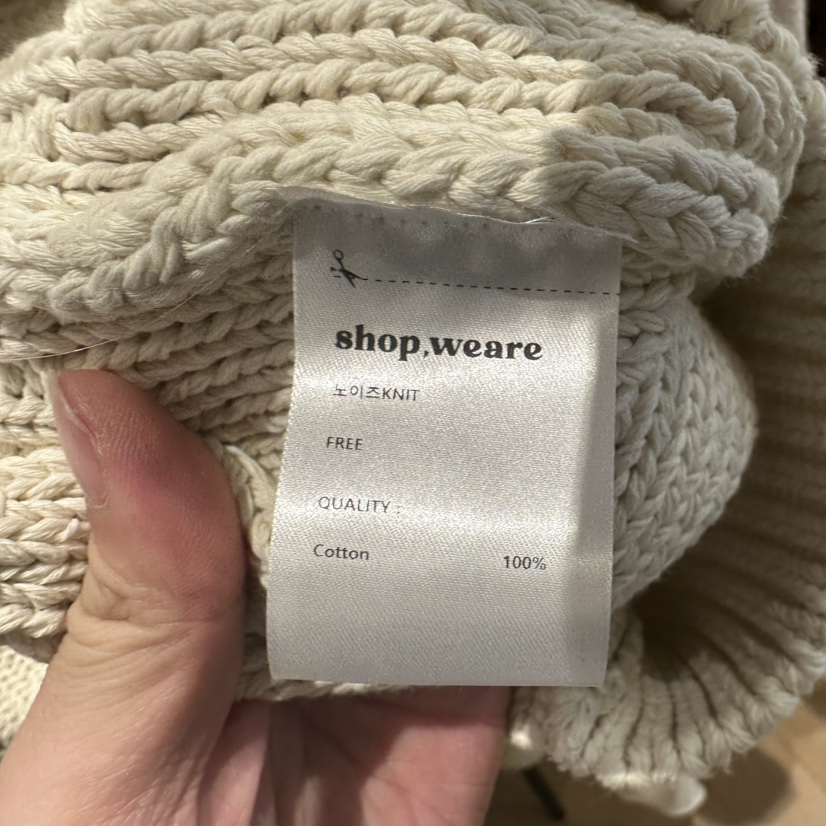 shop,weare
노이즈KNIT
FREE
QUALITY :
Cotton 100%